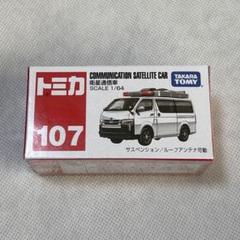 トミカ
107
COMMUNICATION SATELLITE CAR
衛星通信車
SCALE 1/64
TAKARA
TOMY
サスペンション/ルーフアンテナ可動